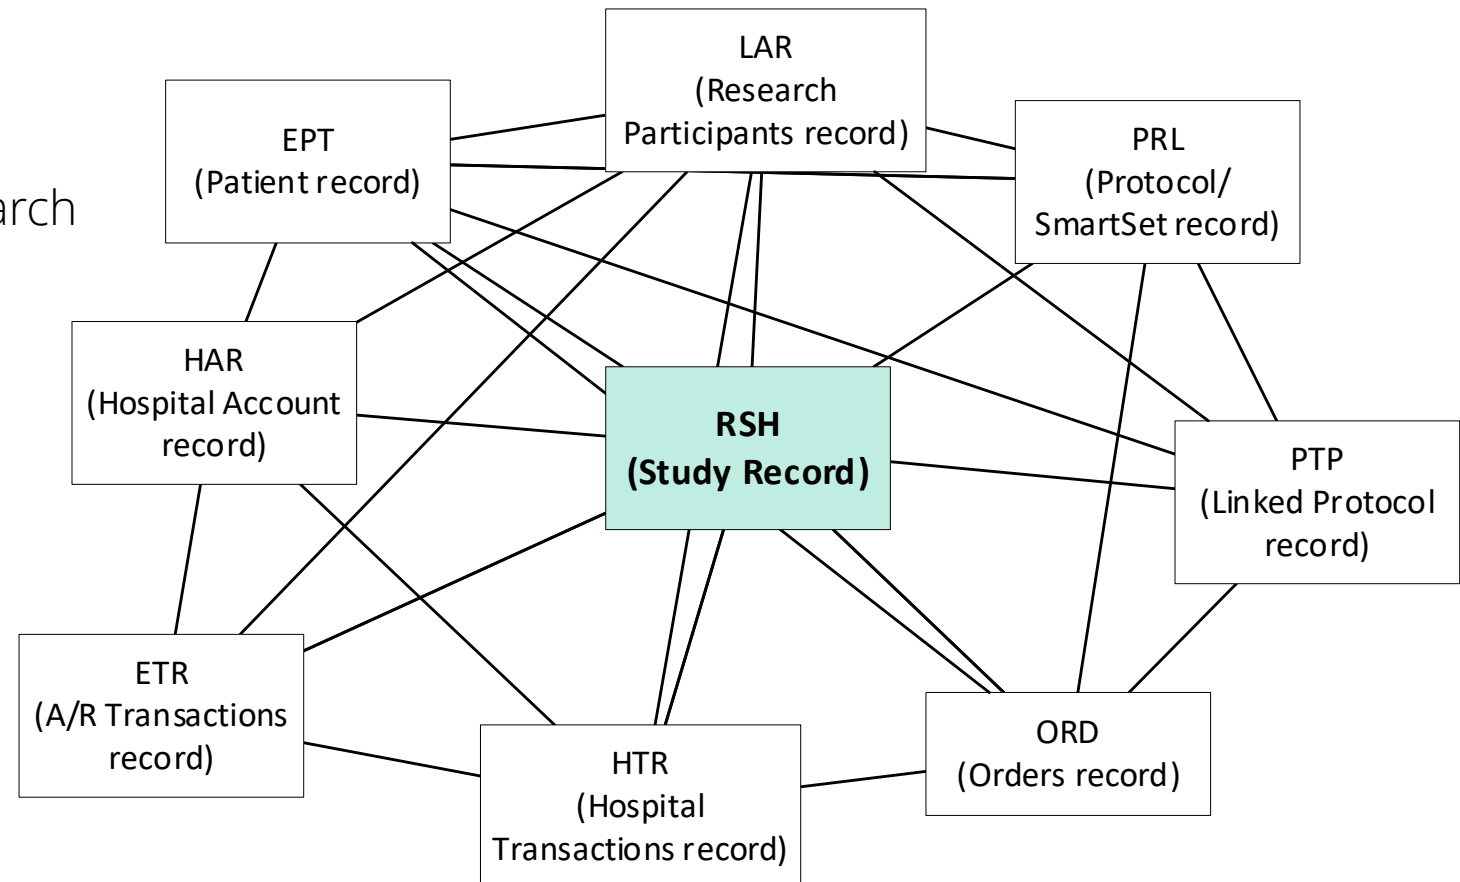 LAR
(Research
Participants record)
EPT
(Patient record)
PRL
(Protocol/
SmartSet record)
arch
HAR
(Hospital Account
record)
RSH
(Study Record)
PTP
(Linked Protocol
record)
ETR
(A/R Transactions
record)
HTR
(Hospital
Transactions record)
ORD
(Orders record)